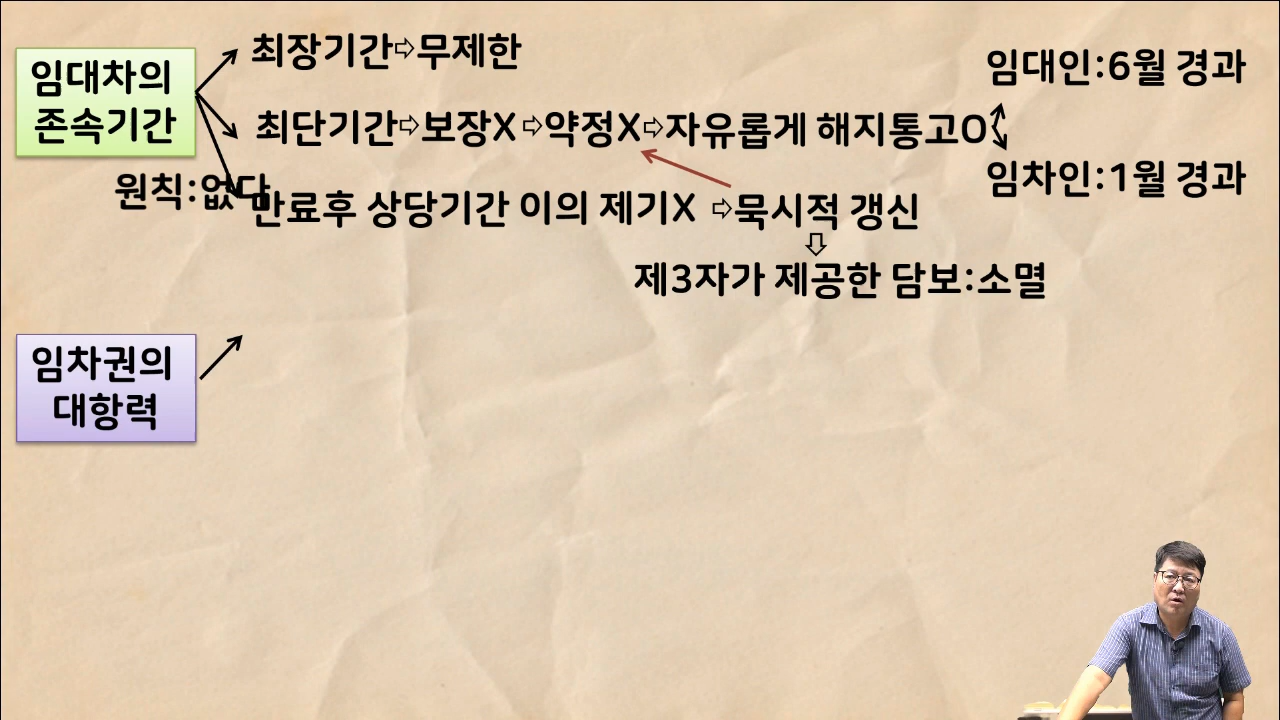 임대차의
존속기간
최장기간⇨무제한
최단기간⇨보장X⇨약정X⇨자유롭게 해지통고O
임대인:6월 경과
임차인:1월 경과
원칙:없다
만료후 상당기간 이의 제기X ⇨묵시적 갱신
⇩
제3자가 제공한 담보:소멸
임차권의
대항력